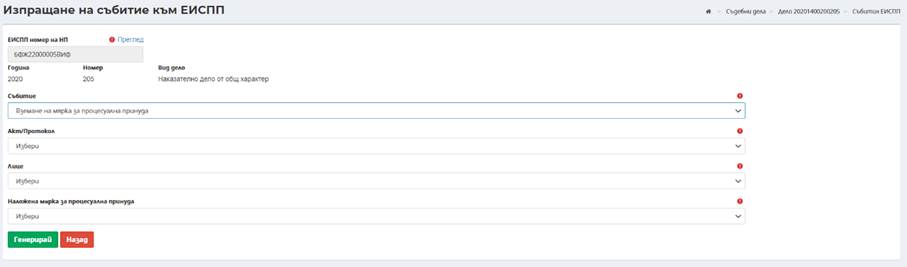 Изпращане на събитие към ЕИСПП
Съдебни дела
Дело 20201400200205
Събития ЕИСПП
ЕИСПП номер на НП
Преглед
БФЖ22000005ВИФ
Година Номер Вид дело
2020 205 Наказателно дело от общ характер
Събитие
Вземане на мярка за процесуална принуда
Акт/Протокол
Избери
Лице
Избери
Наложена мярка за процесуална принуда
Избери
Генерирай Назад